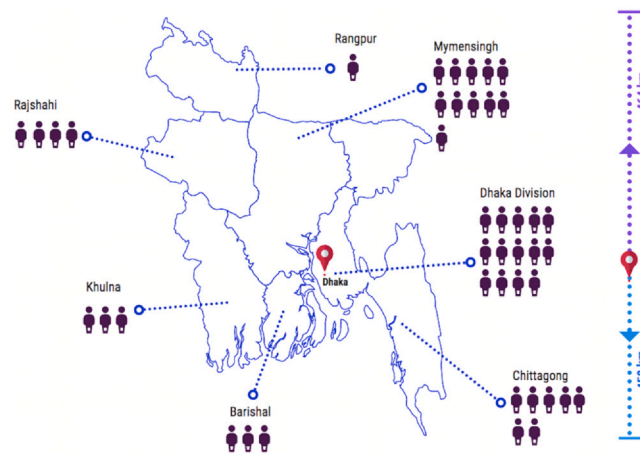 Rangpur
Mymensingh
Rajshahi
Dhaka Division
Dhaka
Khulna
Chittagong
Barishal